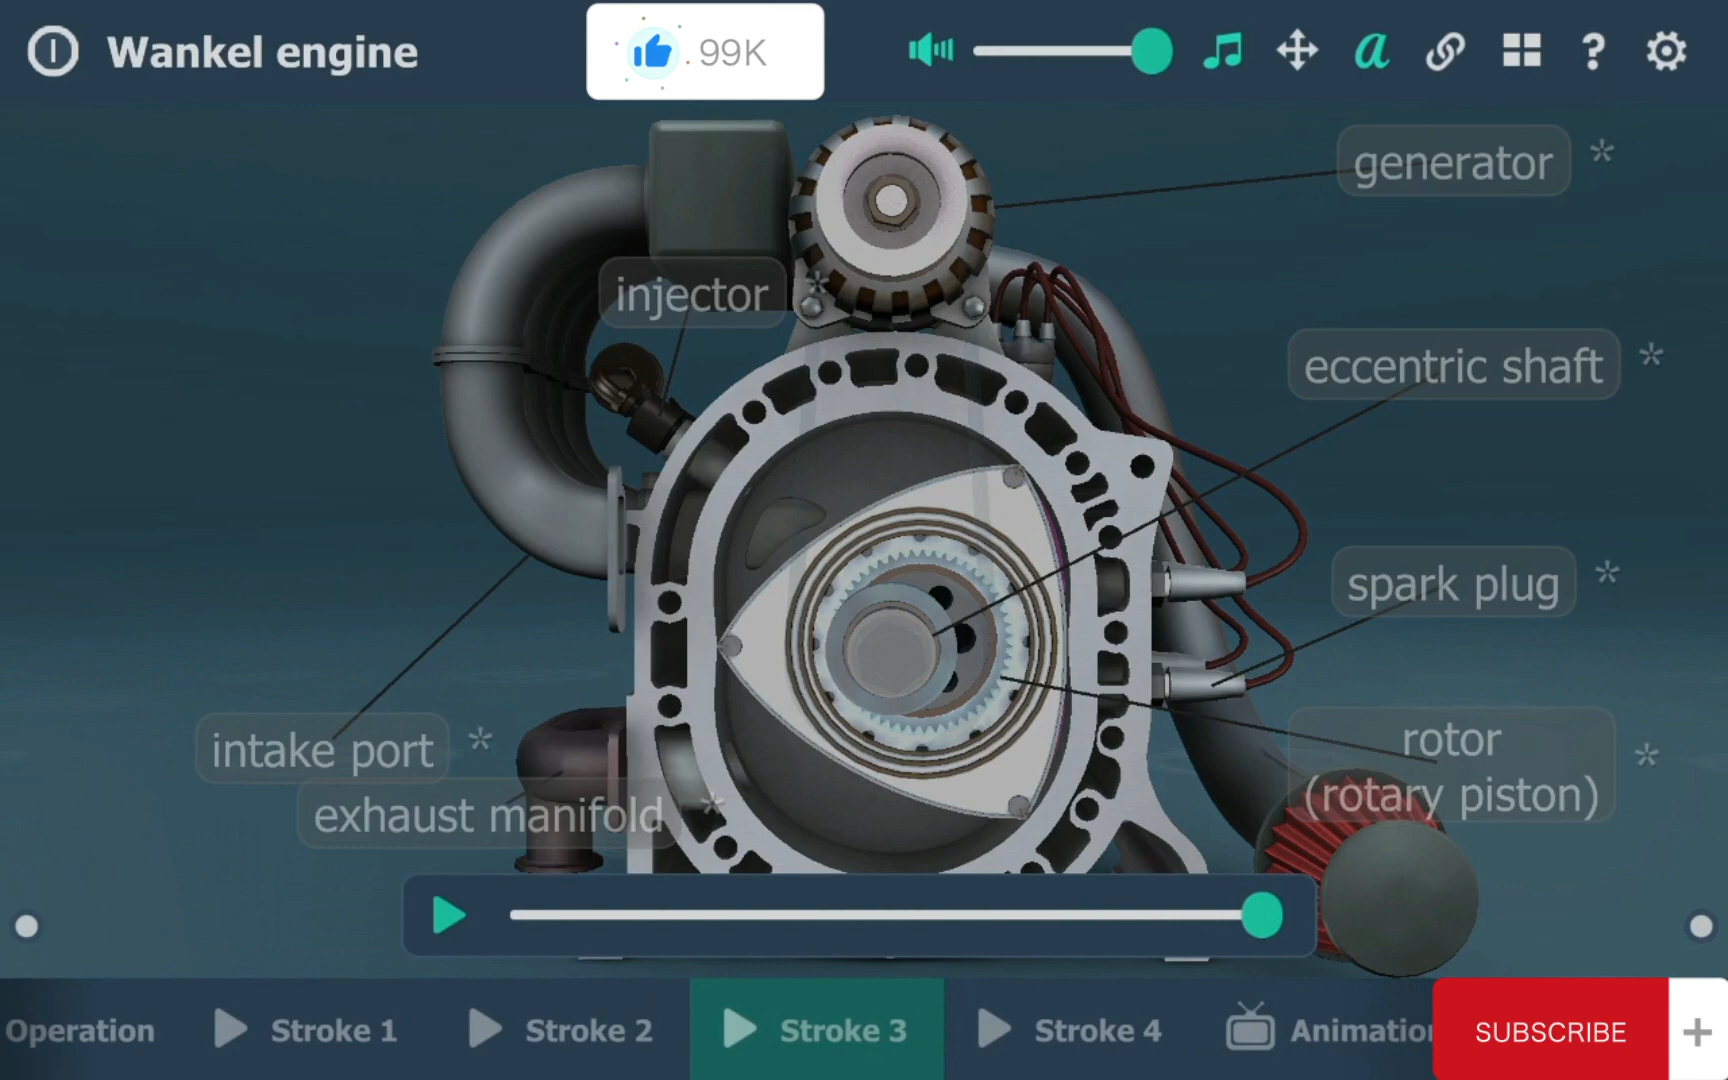 Wankel engine
99K
a
?
generator *
injector *
eccentric shaft *
spark plug *
intake port *
rotor
(rotary piston) *
exhaust manifold *
Operation
Stroke 1
Stroke 2
Stroke 3
Stroke 4
Animation
SUBSCRIBE +